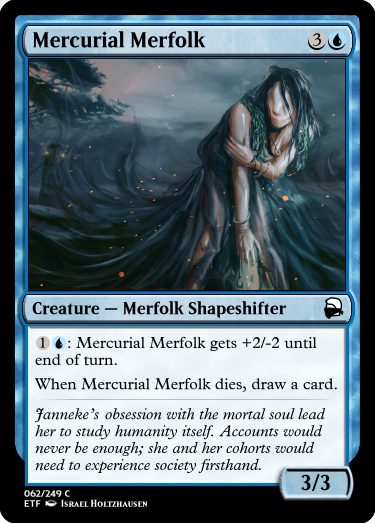 Mercurial Merfolk 3
Creature — Merfolk Shapeshifter
1: Mercurial Merfolk gets +2/-2 until
end of turn.
When Mercurial Merfolk dies, draw a card.
Janneke's obsession with the mortal soul lead
her to study humanity itself. Accounts would
never be enough; she and her cohorts would
need to experience society firsthand.
3/3
062/249 C
ETF Israel Holtzhausen